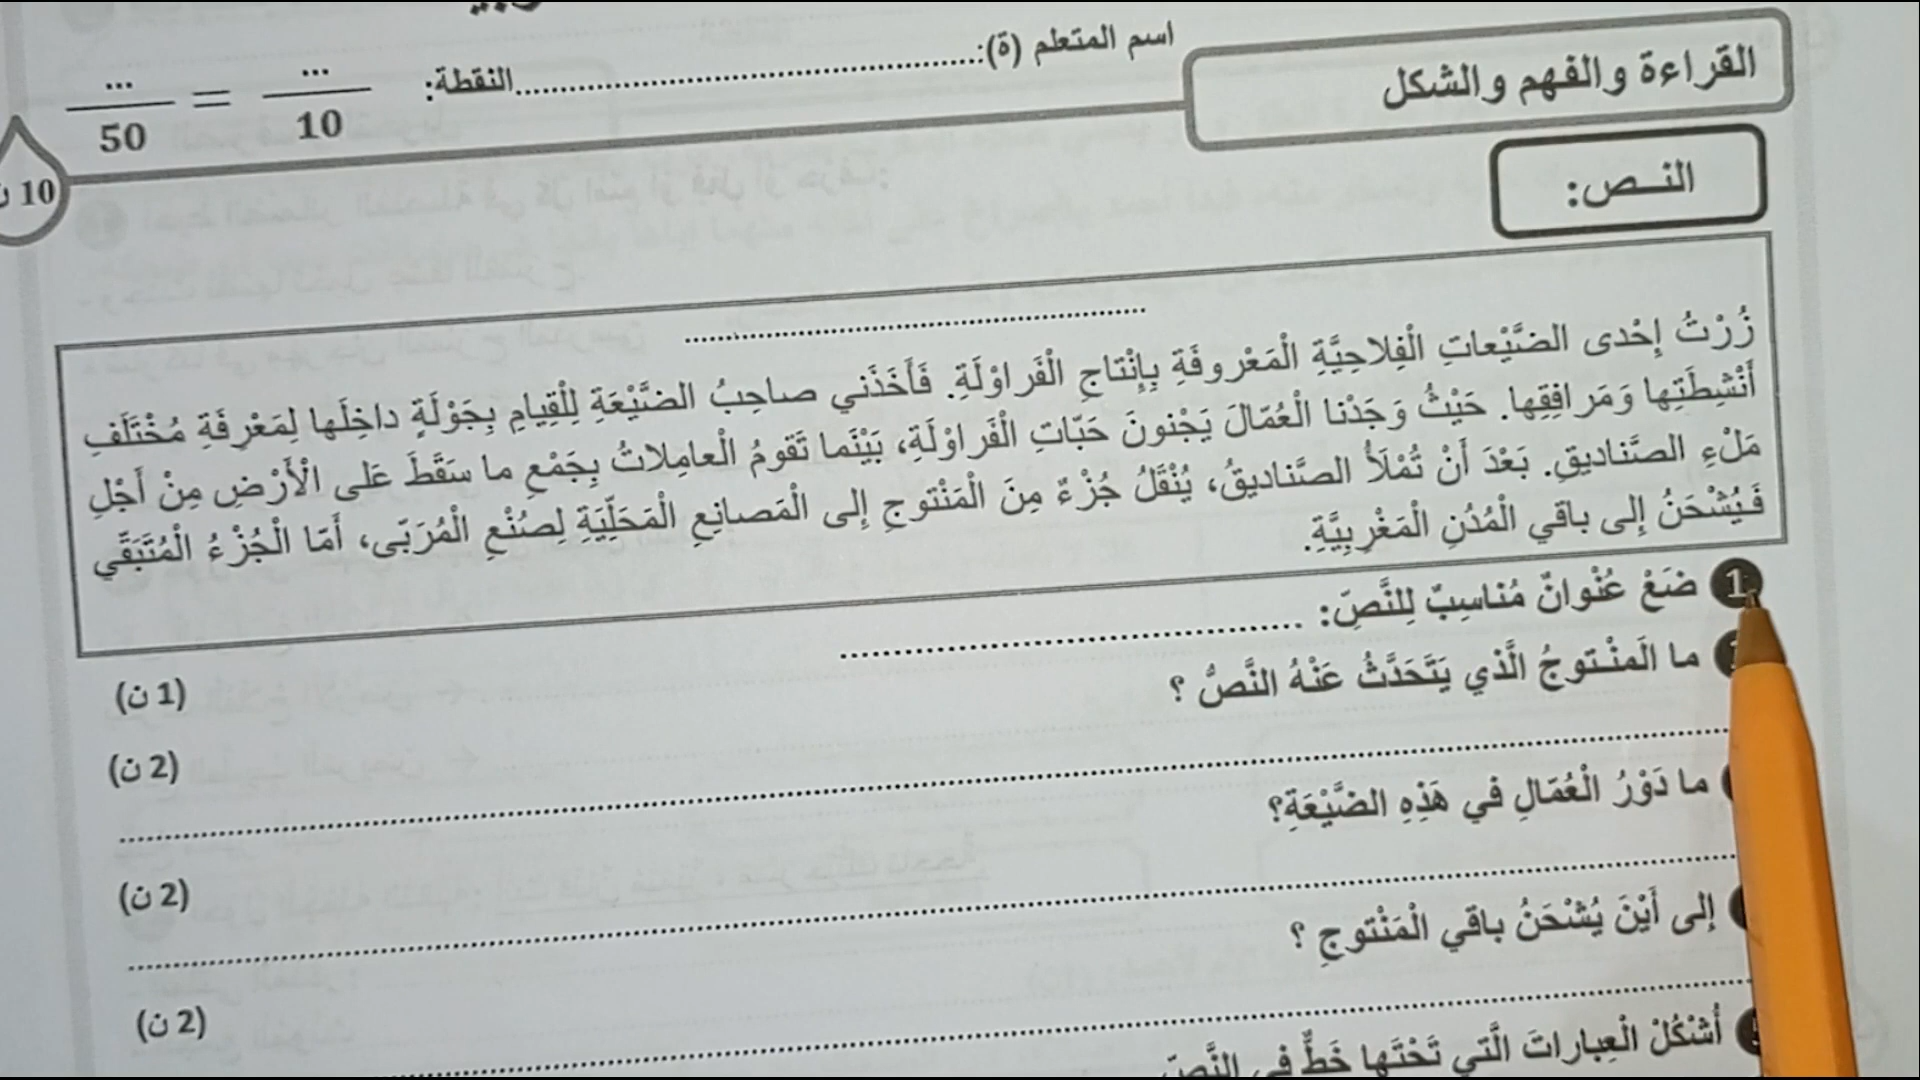 اسم المتعلم (ة):........................................النقطة: ... / 10 = ... / 50
القراءة والفهم والشكل
10
النـص:
........................................
زُرْتُ إِحْدى الضَّيْعاتِ الْفِلاحِيَّةِ الْمَعْروفَةِ بِإِنْتاجِ الْفَراوْلَةِ. فَأَخَذَني صاحِبُ الضَّيْعَةِ لِلْقِيامِ بِجَوْلَةٍ داخِلَها لِمَعْرِفَةِ مُخْتَلَفِ
أَنْشِطَتِها وَمَرافِقِها. حَيْثُ وَجَدْنا الْعُمّالَ يَجْنونَ حَبّاتِ الْفَراوْلَةِ، بَيْنَما تَقومُ الْعامِلاتُ بِجَمْعِ ما سَقَطَ عَلى الْأَرْضِ مِنْ أَجْلِ
مَلْءِ الصَّناديقِ. بَعْدَ أَنْ تُمْلَأَ الصَّناديقُ، يُنْقَلُ جُزْءٌ مِنَ الْمَنْتوجِ إِلى الْمَصانِعِ الْمَحَلِّيَّةِ لِصُنْعِ الْمُرَبّى، أَمّا الْجُزْءُ الْمُتَبَقّي
فَيُشْحَنُ إِلى باقي الْمُدُنِ الْمَغْرِبِيَّةِ.
1 ضَعْ عُنْوانٌ مُناسِبٌ لِلنَّصِّ: ........................................ (1 ن)
ما الَمنْتوجُ الَّذي يَتَحَدَّثُ عَنْهُ النَّصُّ ؟ (2 ن)
ما دَوْرُ الْعُمّالِ في هَذِهِ الضَّيْعَةِ؟ (2 ن)
إِلى أَيْنَ يُشْحَنُ باقي الْمَنْتوجِ ؟ (2 ن)
أُشْكُلْ الْعِباراتَ الَّتي تَحْتَها خَطٌّ في النَّصِّ